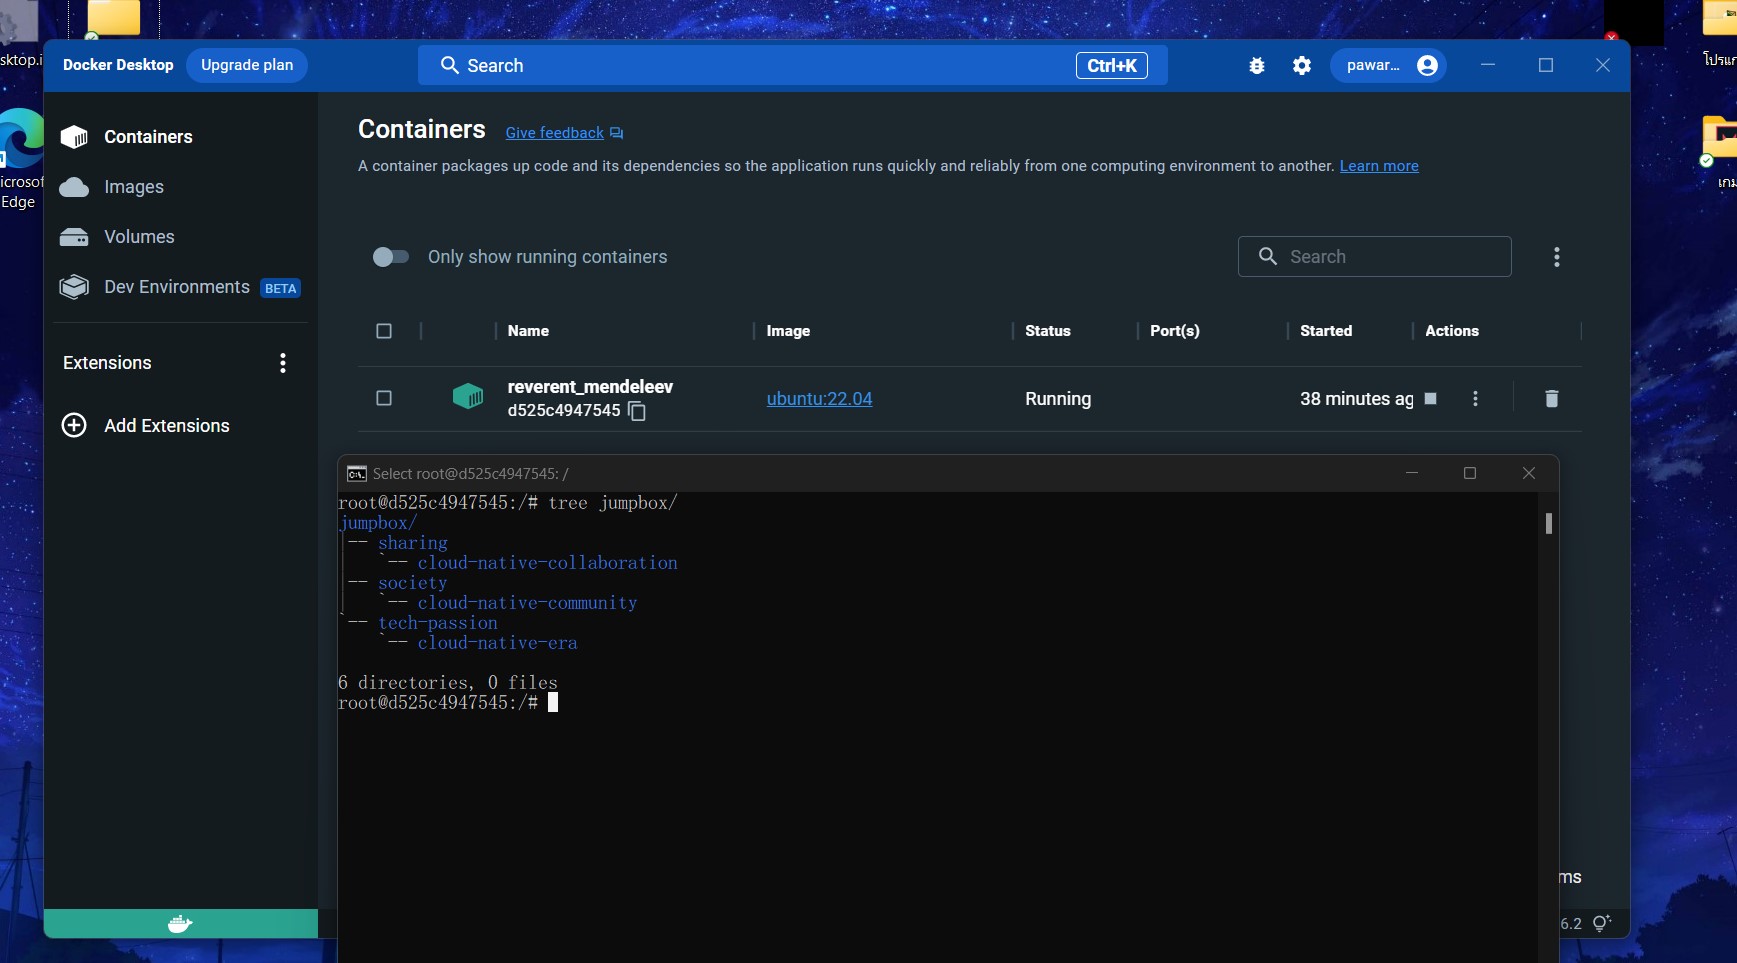 sktop.i
icrosof
Edge
โปรแก
เกม
Docker Desktop
Upgrade plan
Search
Ctrl+K
pawar...
Containers
Images
Volumes
Dev Environments BETA
Extensions
Add Extensions
Containers Give feedback
A container packages up code and its dependencies so the application runs quickly and reliably from one computing environment to another. Learn more
Only show running containers
Search
Name Image Status Port(s) Started Actions
reverent_mendeleev
d525c4947545
ubuntu:22.04
Running
38 minutes ag
Select root@d525c4947545: /
root@d525c4947545:/# tree jumpbox/
jumpbox/
|-- sharing
|   `-- cloud-native-collaboration
|-- society
|   `-- cloud-native-community
`-- tech-passion
    `-- cloud-native-era
6 directories, 0 files
root@d525c4947545:/#
ms
6.2